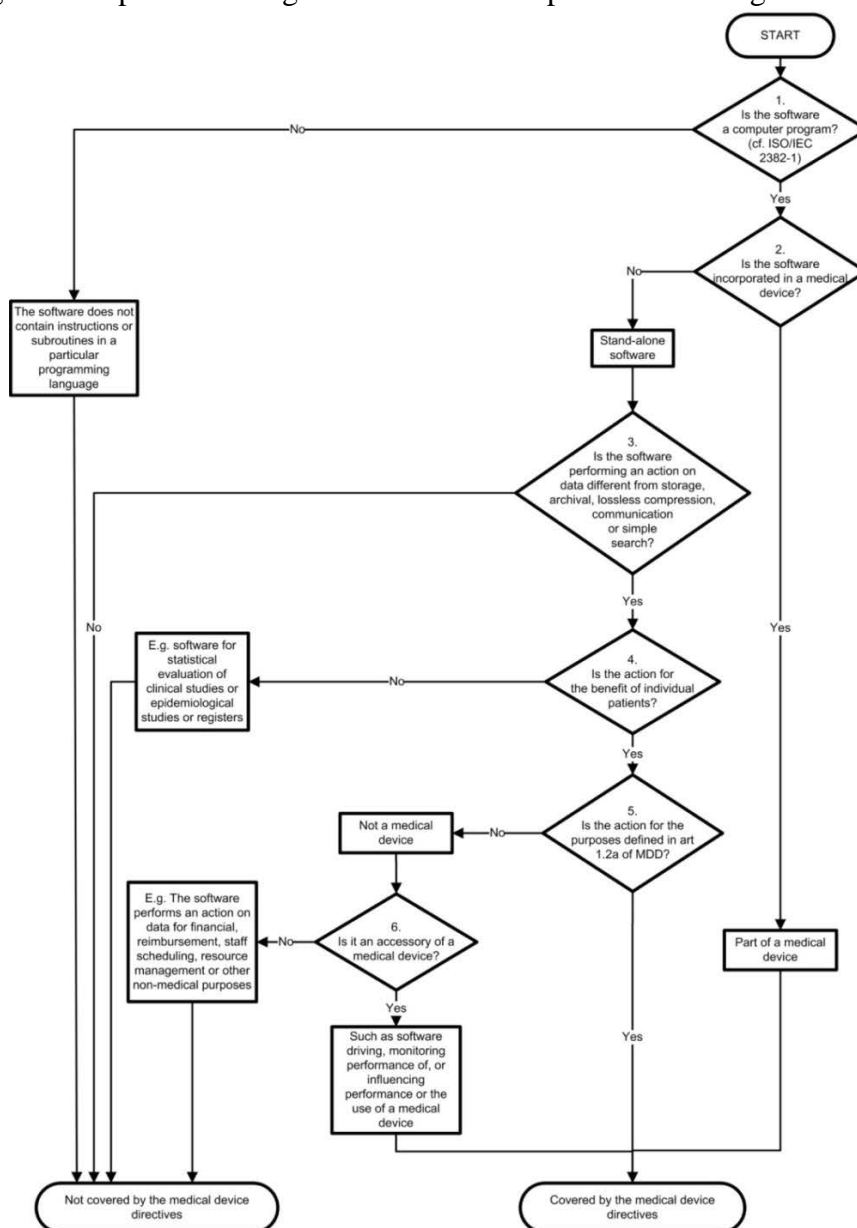 START
1.
Is the software
a computer program?
(cf. ISO/IEC
2382-1)
No
Yes
2.
Is the software
incorporated in a medical
device?
No
The software does not
contain instructions or
subroutines in a
particular
programming
language
Stand-alone
software
3.
Is the software
performing an action on
data different from storage,
archival, lossless compression,
communication
or simple
search?
No
Yes
Yes
E.g. software for
statistical
evaluation of
clinical studies or
epidemiological
studies or registers
No
4.
Is the action for
the benefit of individual
patients?
Yes
5.
Is the action for the
purposes defined in art
1.2a of MDD?
No
Not a medical
device
E.g. The software
performs an action on
data for financial,
reimbursement, staff
scheduling, resource
management or other
non-medical purposes
No
6.
Is it an accessory of a
medical device?
Part of a medical
device
Yes
Yes
Such as software
driving, monitoring
performance of, or
influencing
performance or the
use of a medical
device
Not covered by the medical device
directives
Covered by the medical device
directives